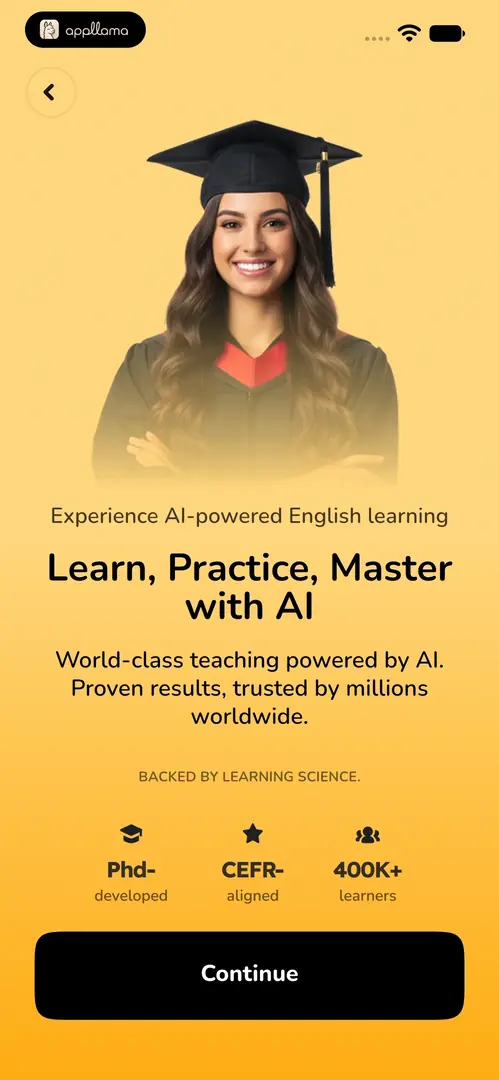 appllama
Experience AI-powered English learning
Learn, Practice, Master
with AI
World-class teaching powered by AI.
Proven results, trusted by millions
worldwide.
BACKED BY LEARNING SCIENCE.
Phd- CEFR- 400K+
developed aligned learners
Continue